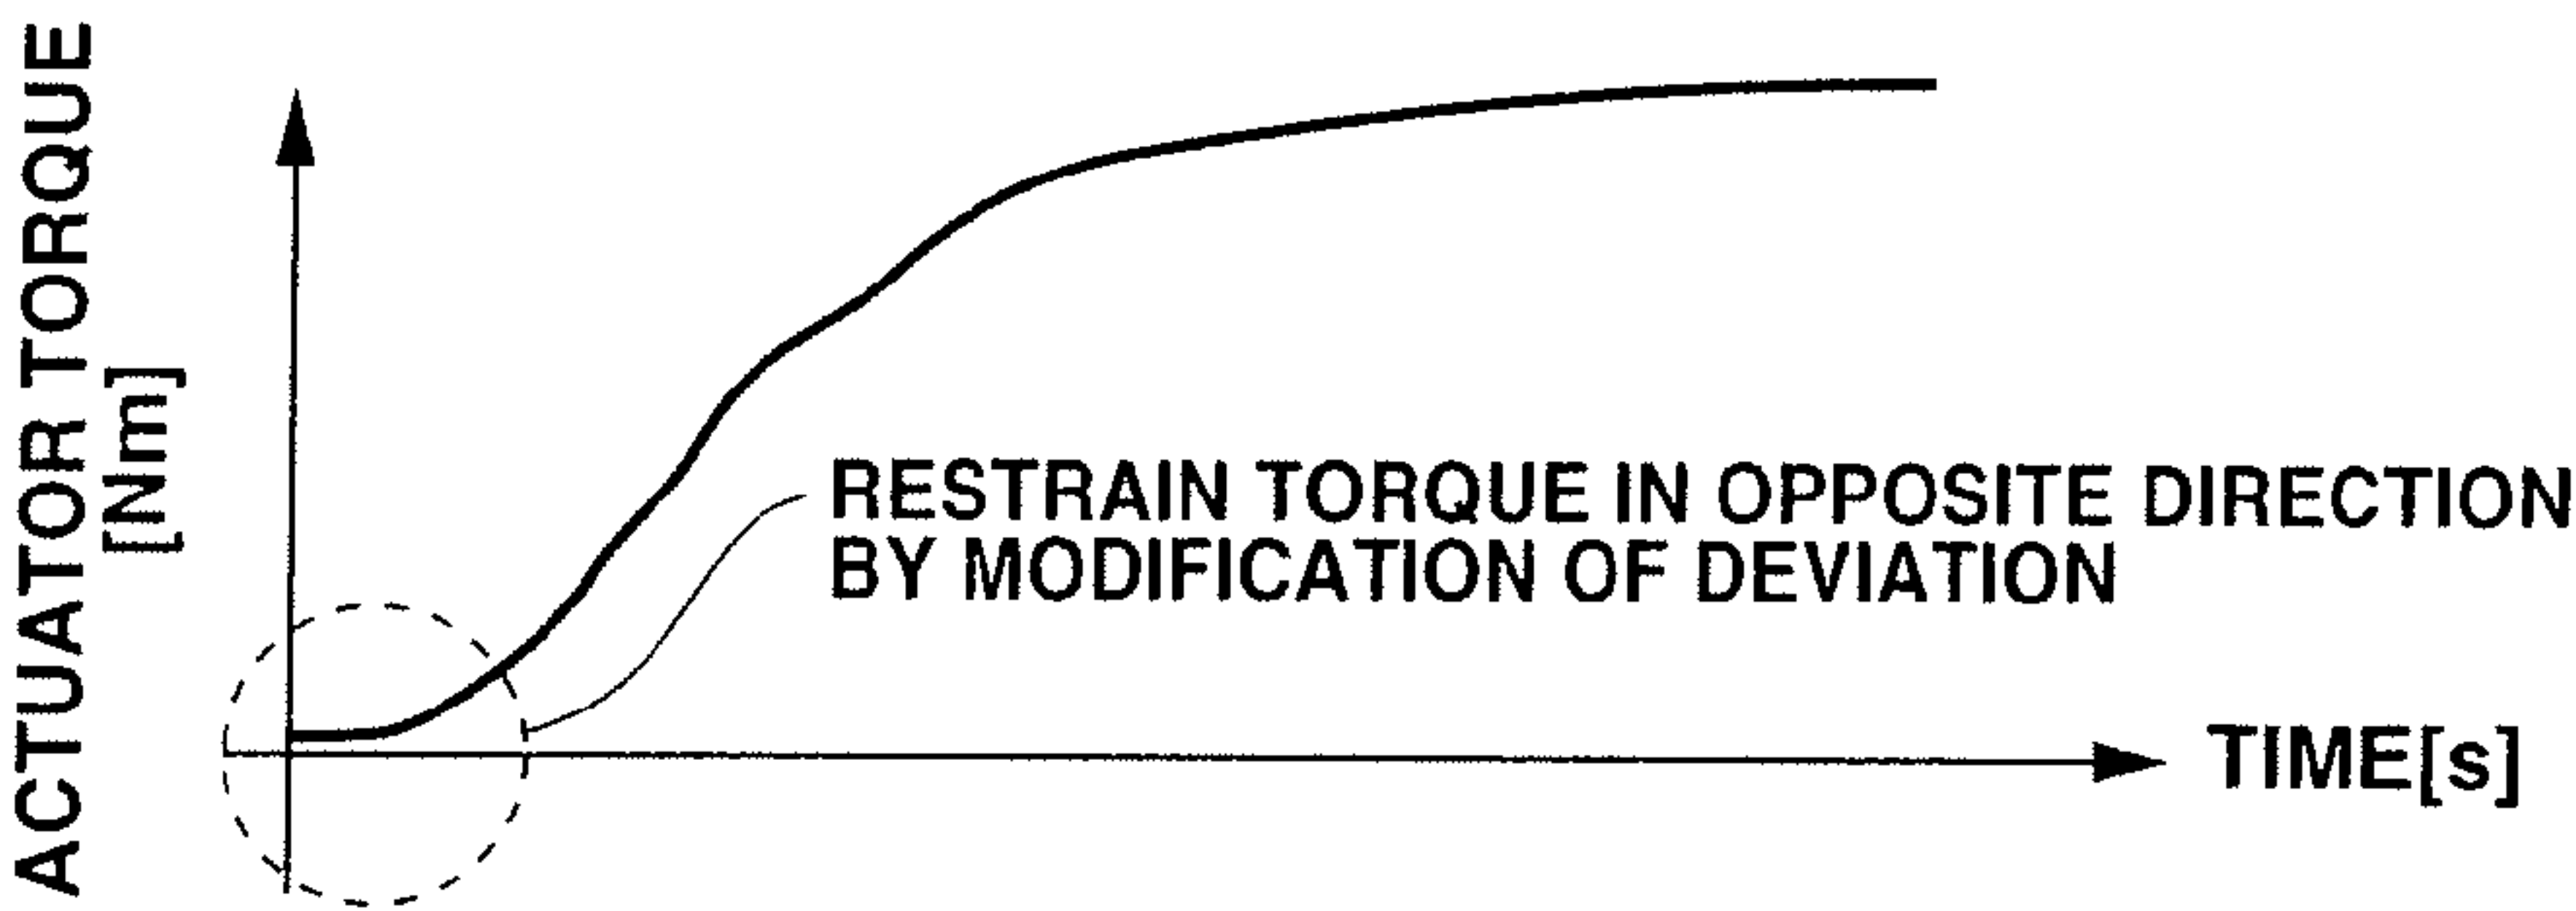 ACTUATOR TORQUE
[Nm]
RESTRAIN TORQUE IN OPPOSITE DIRECTION
BY MODIFICATION OF DEVIATION
TIME[s]